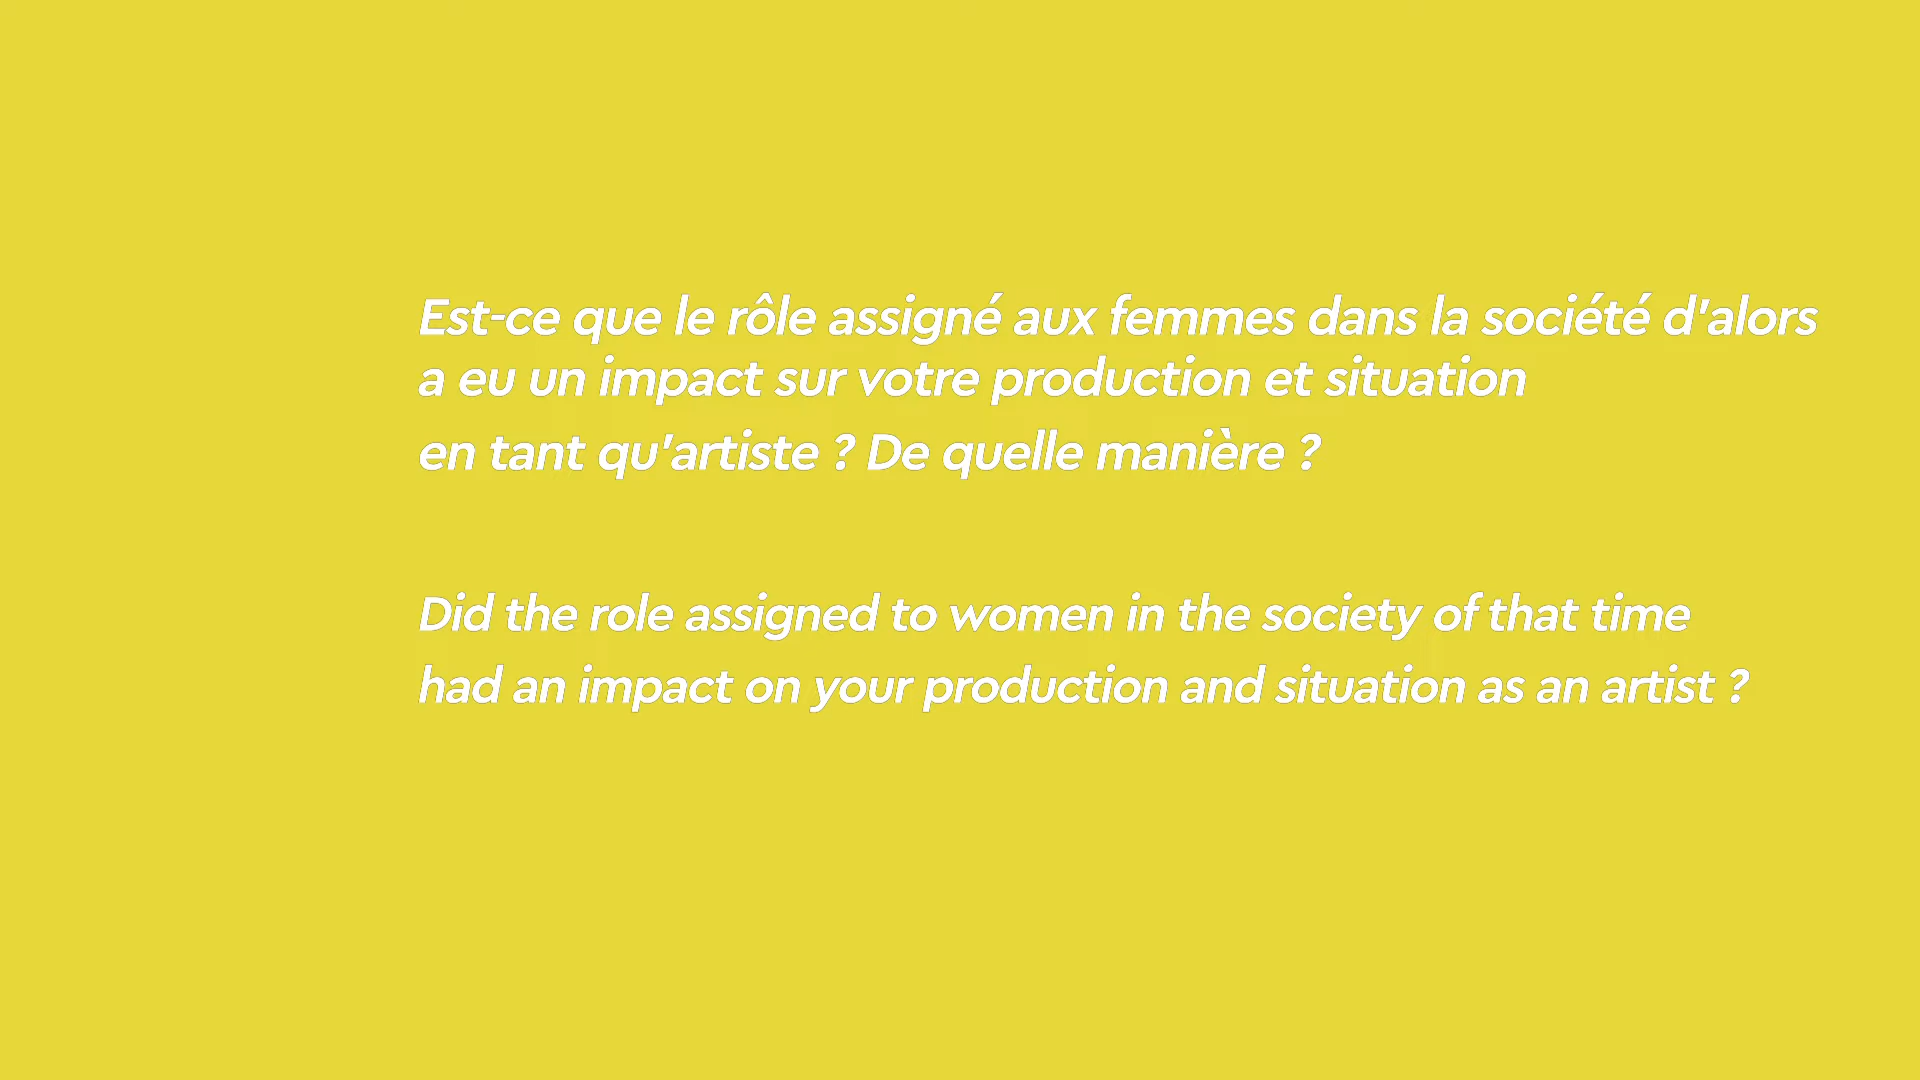 Est-ce que le rôle assigné aux femmes dans la société d'alors
a eu un impact sur votre production et situation
en tant qu'artiste ? De quelle manière ?
Did the role assigned to women in the society of that time
had an impact on your production and situation as an artist ?